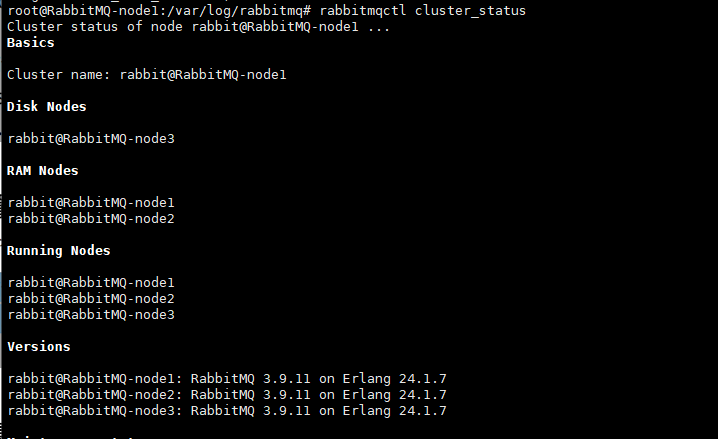 root@RabbitMQ-node1:/var/log/rabbitmq# rabbitmqctl cluster_status
Cluster status of node rabbit@RabbitMQ-node1 ...
Basics
Cluster name: rabbit@RabbitMQ-node1
Disk Nodes
rabbit@RabbitMQ-node3
RAM Nodes
rabbit@RabbitMQ-node1
rabbit@RabbitMQ-node2
Running Nodes
rabbit@RabbitMQ-node1
rabbit@RabbitMQ-node2
rabbit@RabbitMQ-node3
Versions
rabbit@RabbitMQ-node1: RabbitMQ 3.9.11 on Erlang 24.1.7
rabbit@RabbitMQ-node2: RabbitMQ 3.9.11 on Erlang 24.1.7
rabbit@RabbitMQ-node3: RabbitMQ 3.9.11 on Erlang 24.1.7